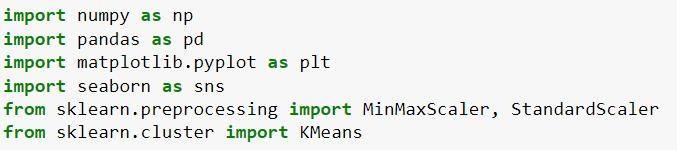 import numpy as np
import pandas as pd
import matplotlib.pyplot as plt
import seaborn as sns
from sklearn.preprocessing import MinMaxScaler, StandardScaler
from sklearn.cluster import KMeans